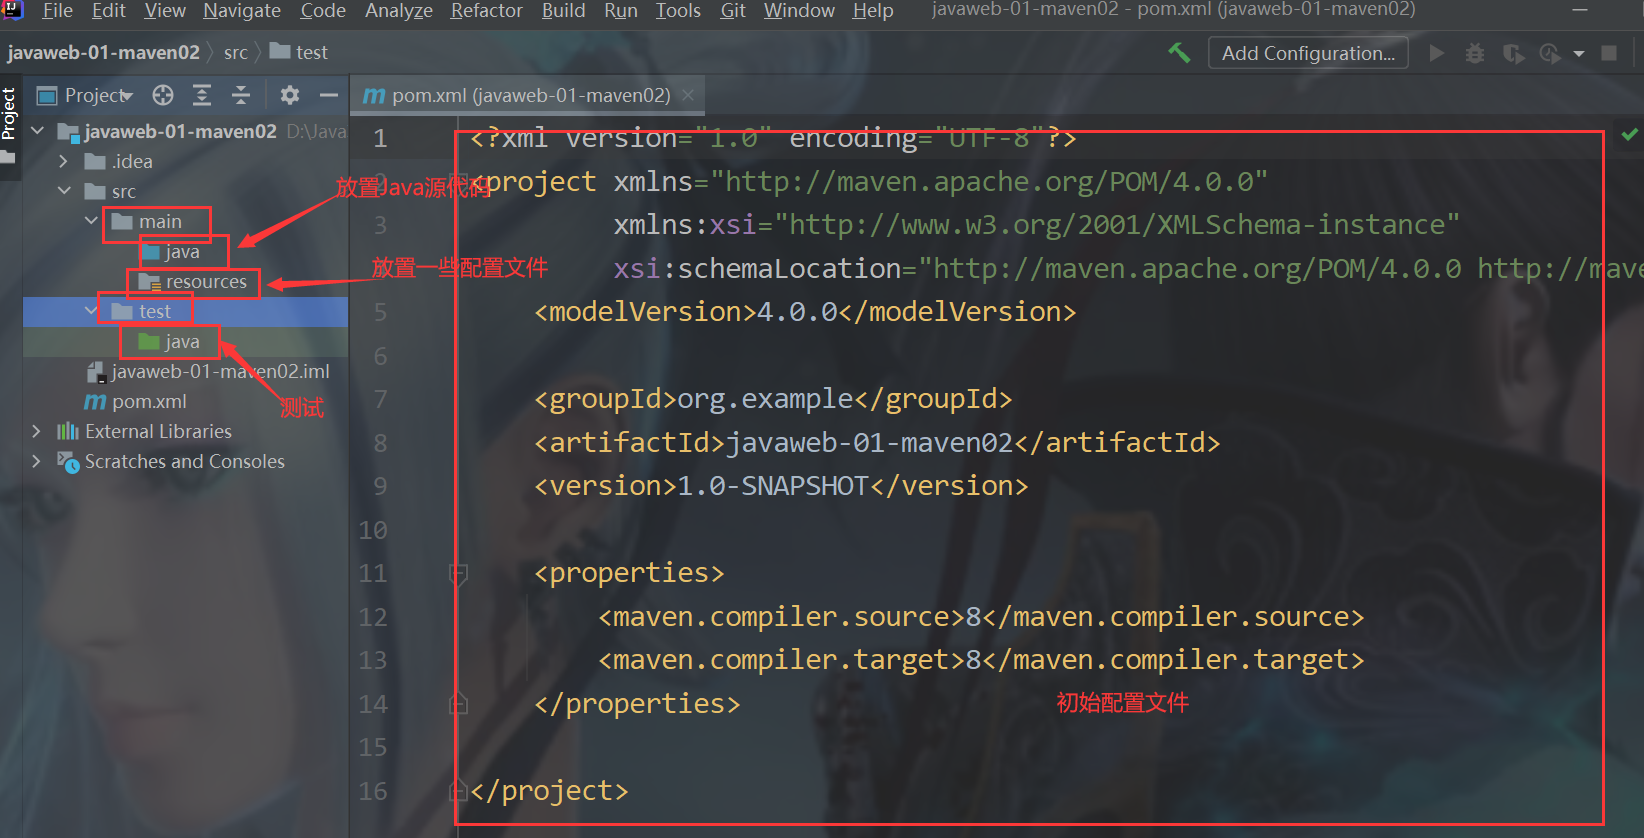 File Edit View Navigate Code Analyze Refactor Build Run Tools Git Window Help javaweb-01-maven02 - pom.xml (javaweb-01-maven02)
javaweb-01-maven02 src test
Add Configuration...
Project
Project
pom.xml (javaweb-01-maven02)
javaweb-01-maven02 D:\Java
.idea
src
main
java
resources
test
java
javaweb-01-maven02.iml
pom.xml
External Libraries
Scratches and Consoles
放置Java源代码
放置一些配置文件
测试
1 <?xml version="1.0" encoding="UTF-8"?>
<project xmlns="http://maven.apache.org/POM/4.0.0"
3 xmlns:xsi="http://www.w3.org/2001/XMLSchema-instance"
xsi:schemaLocation="http://maven.apache.org/POM/4.0.0 http://mave
5 <modelVersion>4.0.0</modelVersion>
6
7 <groupId>org.example</groupId>
8 <artifactId>javaweb-01-maven02</artifactId>
9 <version>1.0-SNAPSHOT</version>
10
11 <properties>
12 <maven.compiler.source>8</maven.compiler.source>
13 <maven.compiler.target>8</maven.compiler.target>
14 </properties>
初始配置文件
15
16 </project>